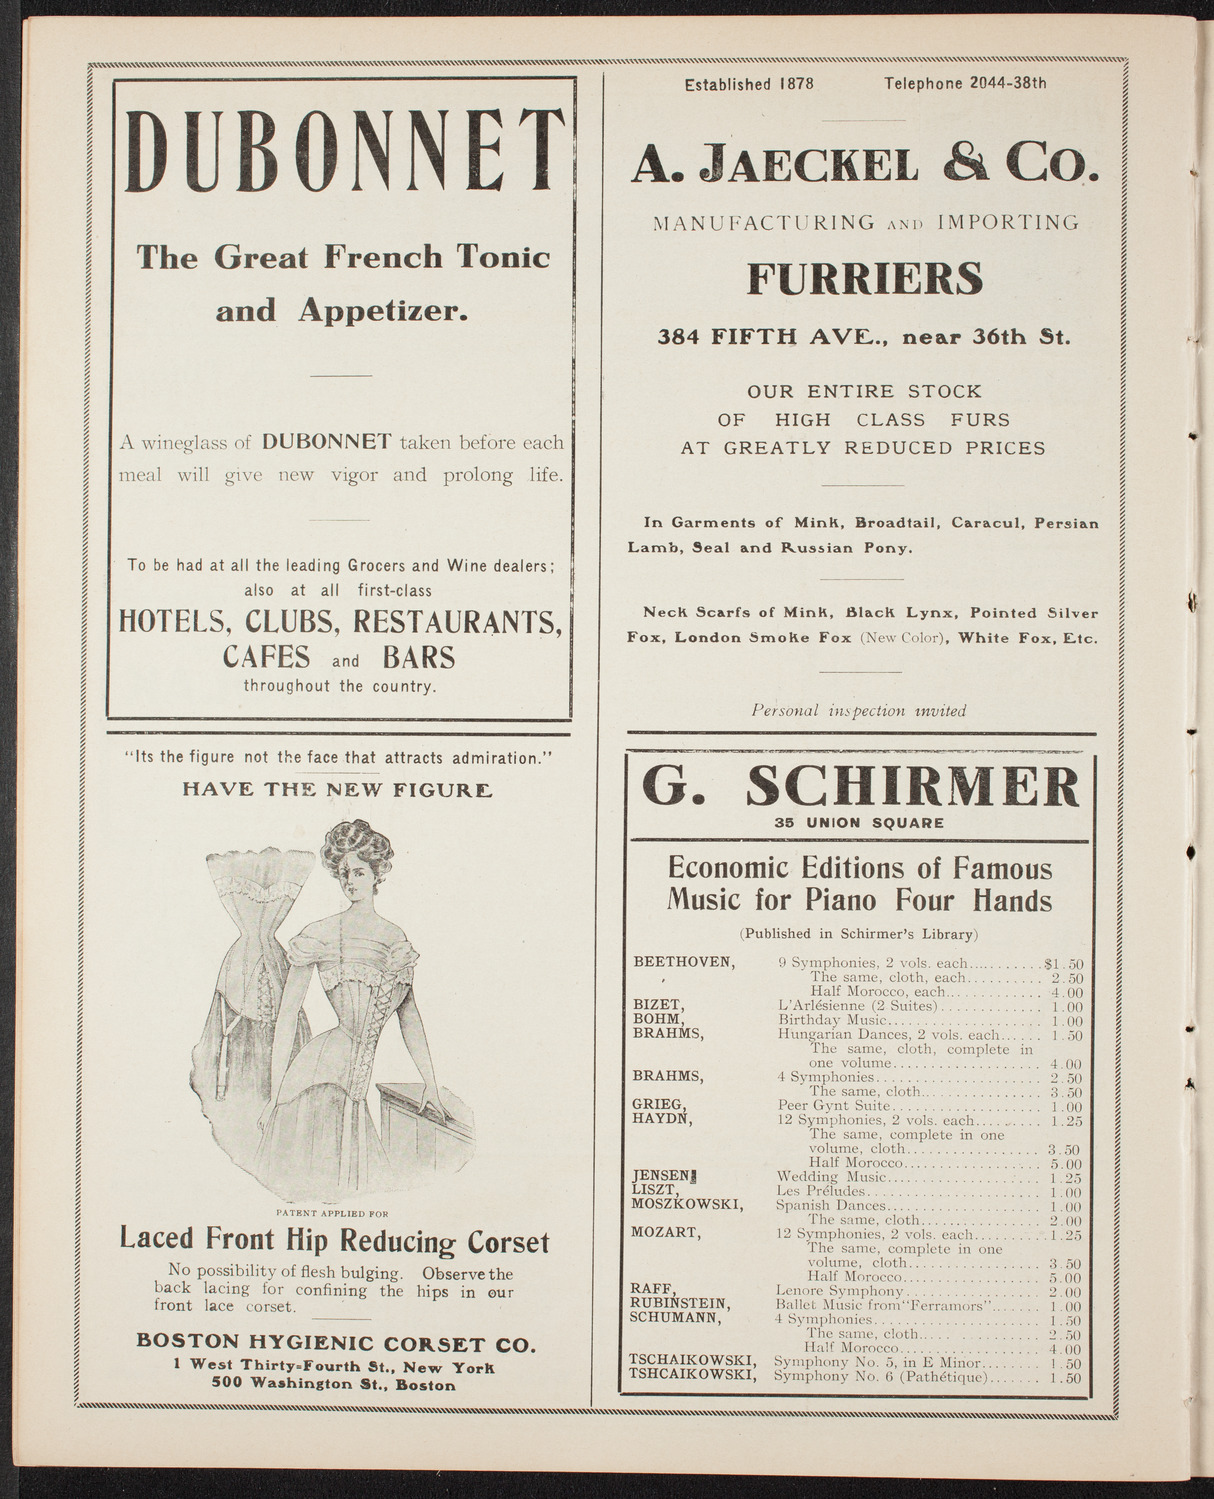 DUBONNET
The Great French Tonic
and Appetizer.
A wineglass of DUBONNET taken before each
meal will give new vigor and prolong life.
To be had at all the leading Grocers and Wine dealers;
also at all first-class
HOTELS, CLUBS, RESTAURANTS,
CAFES and BARS
throughout the country.
"Its the figure not the face that attracts admiration."
HAVE THE NEW FIGURE
PATENT APPLIED FOR
Laced Front Hip Reducing Corset
No possibility of flesh bulging. Observe the
back lacing for confining the hips in our
front lace corset.
BOSTON HYGIENIC CORSET CO.
1 West Thirty-Fourth St., New York
500 Washington St., Boston
Established 1878 Telephone 2044-38th
A. JAECKEL & CO.
MANUFACTURING AND IMPORTING
FURRIERS
384 FIFTH AVE., near 36th St.
OUR ENTIRE STOCK
OF HIGH CLASS FURS
AT GREATLY REDUCED PRICES
In Garments of Mink, Broadtail, Caracul, Persian
Lamb, Seal and Russian Pony.
Neck Scarfs of Mink, Black Lynx, Pointed Silver
Fox, London Smoke Fox (New Color), White Fox, Etc.
Personal inspection invited
G. SCHIRMER
35 UNION SQUARE
Economic Editions of Famous
Music for Piano Four Hands
(Published in Schirmer's Library)
BEETHOVEN, 9 Symphonies, 2 vols. each...........$1.50
The same, cloth, each.......... 2.50
Half Morocco, each............. 4.00
BIZET, L'Arlésienne (2 Suites)............. 1.00
BOHM, Birthday Music.................... 1.00
BRAHMS, Hungarian Dances, 2 vols. each...... 1.50
The same, cloth, complete in
one volume.................... 4.00
BRAHMS, 4 Symphonies...................... 2.50
The same, cloth................ 3.50
GRIEG, Peer Gynt Suite.................... 1.00
HAYDN, 12 Symphonies, 2 vols. each......... 1.25
The same, complete in one
volume, cloth................. 3.50
Half Morocco.................. 5.00
JENSEN, Wedding Music.................... 1.25
LISZT, Les Préludes....................... 1.00
MOSZKOWSKI, Spanish Dances.................... 1.00
The same, cloth................ 2.00
MOZART, 12 Symphonies, 2 vols. each.......... 1.25
The same, complete in one
volume, cloth................. 3.50
Half Morocco.................. 5.00
RAFF, Lenore Symphony.................. 2.00
RUBINSTEIN, Ballet Music from "Ferramors"....... 1.00
SCHUMANN, 4 Symphonies...................... 1.50
The same, cloth................ 2.50
Half Morocco.................. 4.00
TSCHAIKOWSKI, Symphony No. 5, in E Minor........ 1.50
TSHCAIKOWSKI, Symphony No. 6 (Pathétique)....... 1.50